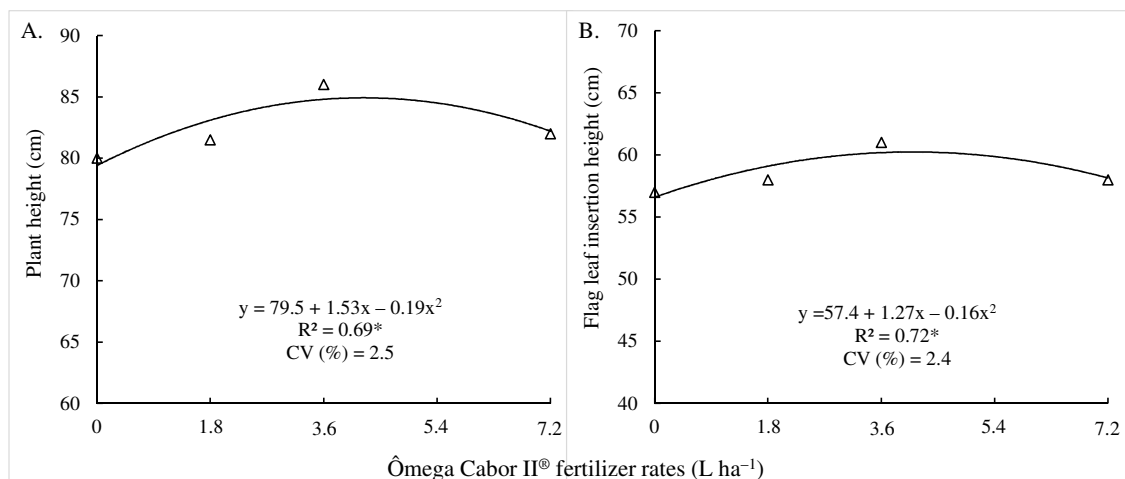 A.
Plant height (cm)
90
85
80
75
70
65
60
y = 79.5 + 1.53x – 0.19x²
R² = 0.69*
CV (%) = 2.5
0 1.8 3.6 5.4 7.2
B.
Flag leaf insertion height (cm)
70
65
60
55
50
45
40
y =57.4 + 1.27x – 0.16x²
R² = 0.72*
CV (%) = 2.4
0 1.8 3.6 5.4 7.2
Ômega Cabor II® fertilizer rates (L ha⁻¹)